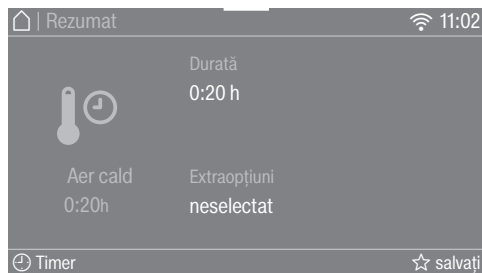 | Rezumat 11:02
Durată
0:20 h
Aer cald
0:20h
Extraopțiuni
neselectat
Timer salvați